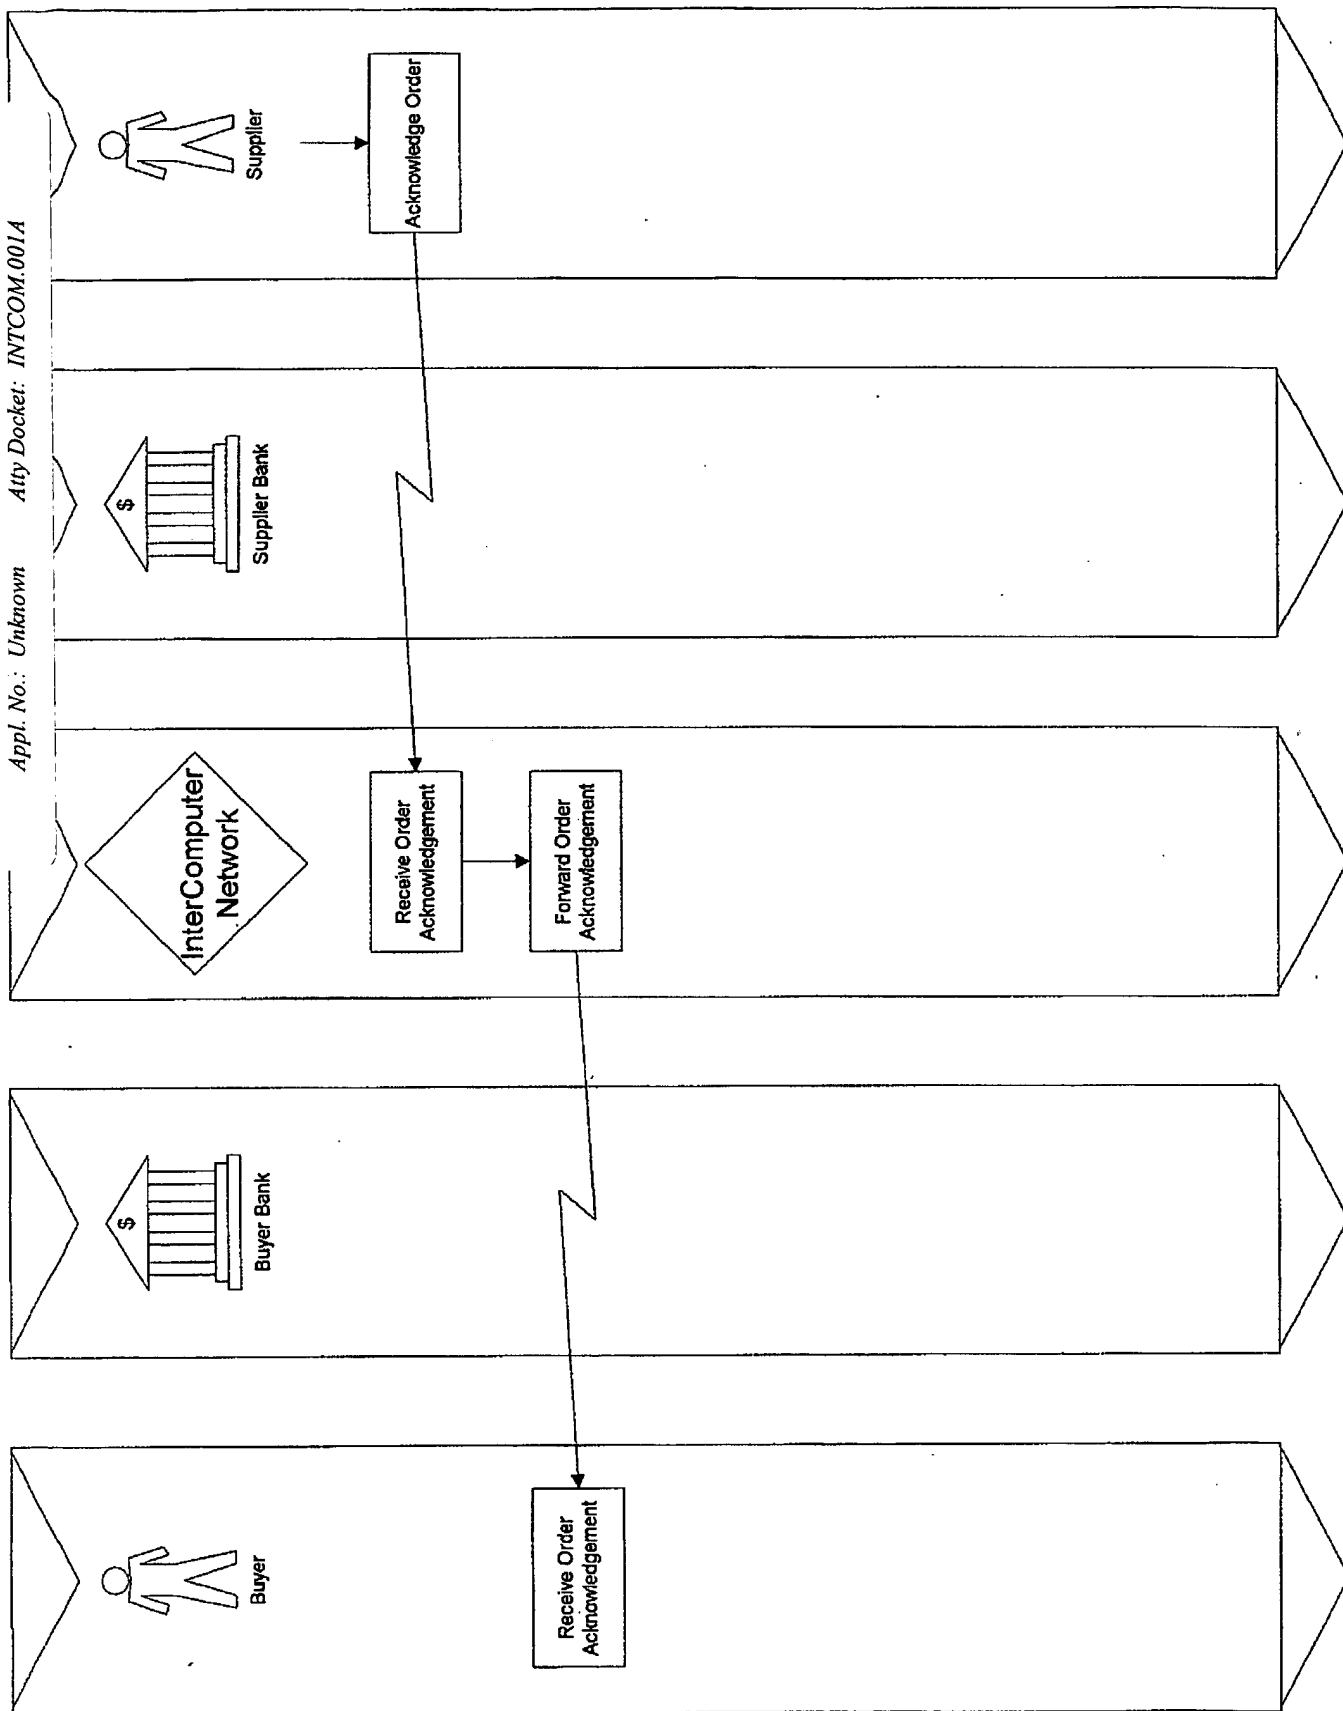 Appl. No.: Unknown Atty Docket: INTCOM.001A
Buyer
Buyer Bank
$
InterComputer
Network
Supplier Bank
$
Supplier
Acknowledge Order
Receive Order
Acknowledgement
Forward Order
Acknowledgement
Receive Order
Acknowledgement